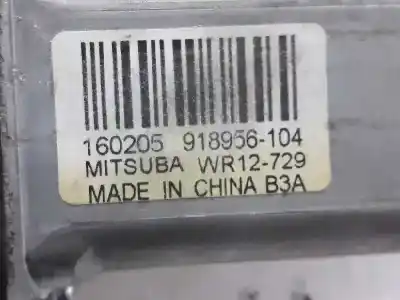 160205 918956-104
MITSUBA WR12-729
MADE IN CHINA B3A